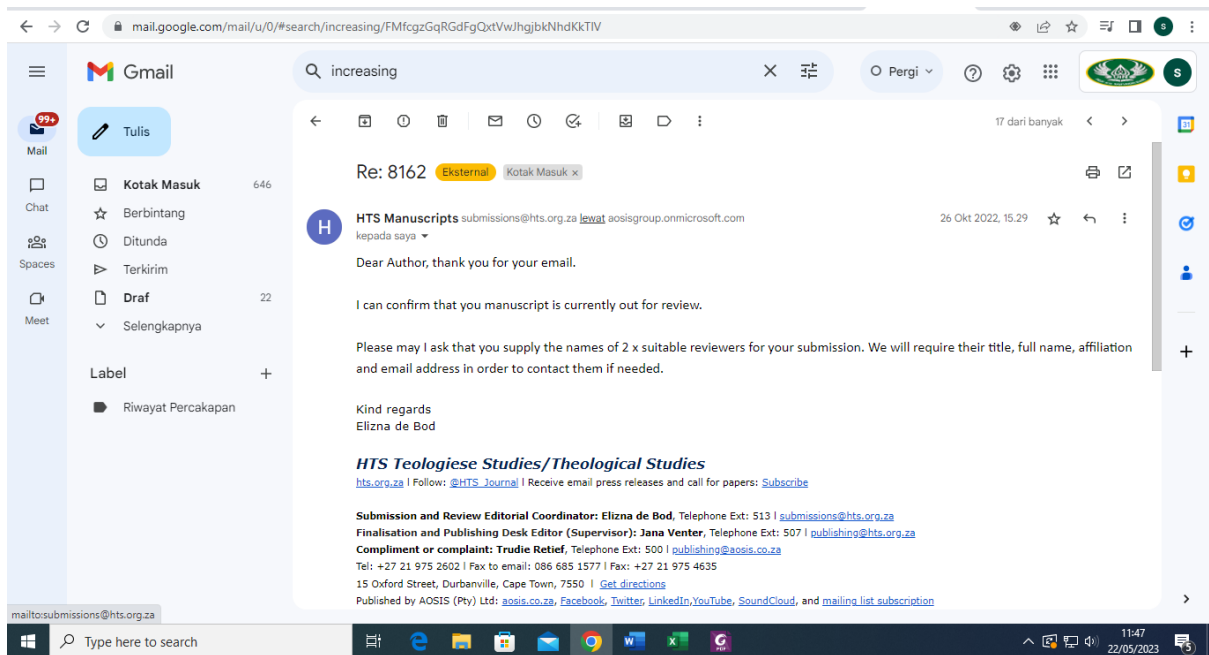 mail.google.com/mail/u/0/#search/increasing/FMfcgzGqRGdFgQxtVwJhgjbkNhdKkTlV
S
Gmail
increasing
Pergi
S
99+
Mail
Chat
Spaces
Meet
Tulis
Kotak Masuk 646
Berbintang
Ditunda
Terkirim
Draf 22
Selengkapnya
Label
Riwayat Percakapan
17 dari banyak
31
Re: 8162 Eksternal Kotak Masuk x
H
HTS Manuscripts submissions@hts.org.za lewat aosisgroup.onmicrosoft.com 26 Okt 2022, 15.29
kepada saya
Dear Author, thank you for your email.
I can confirm that you manuscript is currently out for review.
Please may I ask that you supply the names of 2 x suitable reviewers for your submission. We will require their title, full name, affiliation
and email address in order to contact them if needed.
Kind regards
Elizna de Bod
HTS Teologiese Studies/Theological Studies
hts.org.za l Follow: @HTS_Journal l Receive email press releases and call for papers: Subscribe
Submission and Review Editorial Coordinator: Elizna de Bod, Telephone Ext: 513 l submissions@hts.org.za
Finalisation and Publishing Desk Editor (Supervisor): Jana Venter, Telephone Ext: 507 l publishing@hts.org.za
Compliment or complaint: Trudie Retief, Telephone Ext: 500 l publishing@aosis.co.za
Tel: +27 21 975 2602 l Fax to email: 086 685 1577 l Fax: +27 21 975 4635
15 Oxford Street, Durbanville, Cape Town, 7550 l Get directions
Published by AOSIS (Pty) Ltd: aosis.co.za, Facebook, Twitter, LinkedIn,YouTube, SoundCloud, and mailing list subscription
mailto:submissions@hts.org.za
Type here to search
11:47
22/05/2023
5